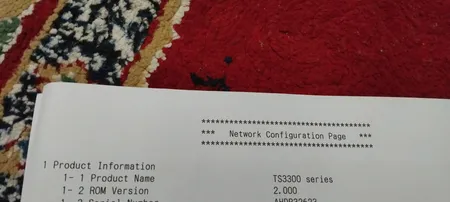 ***********************************
*** Network Configuration Page ***
***********************************
1 Product Information
1- 1 Product Name TS3300 series
1- 2 ROM Version 2.000